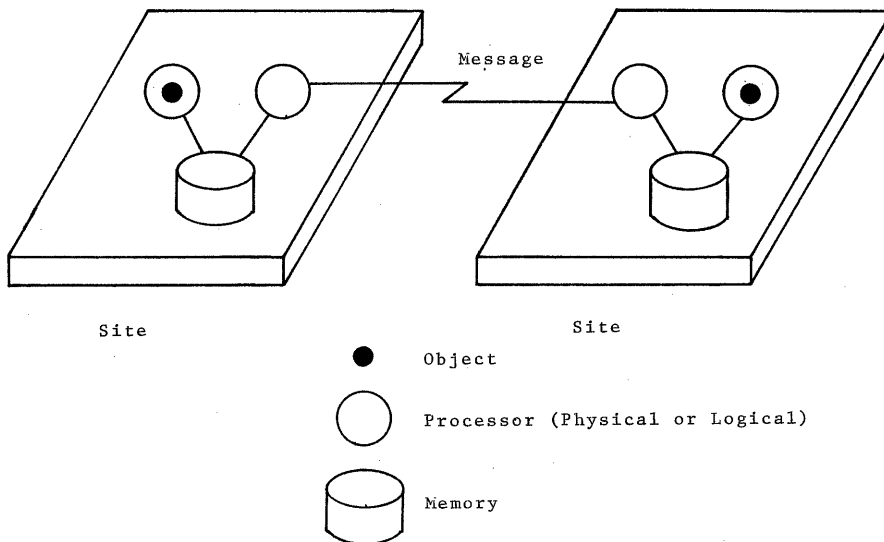 Message
Site
Site
Object
Processor (Physical or Logical)
Memory